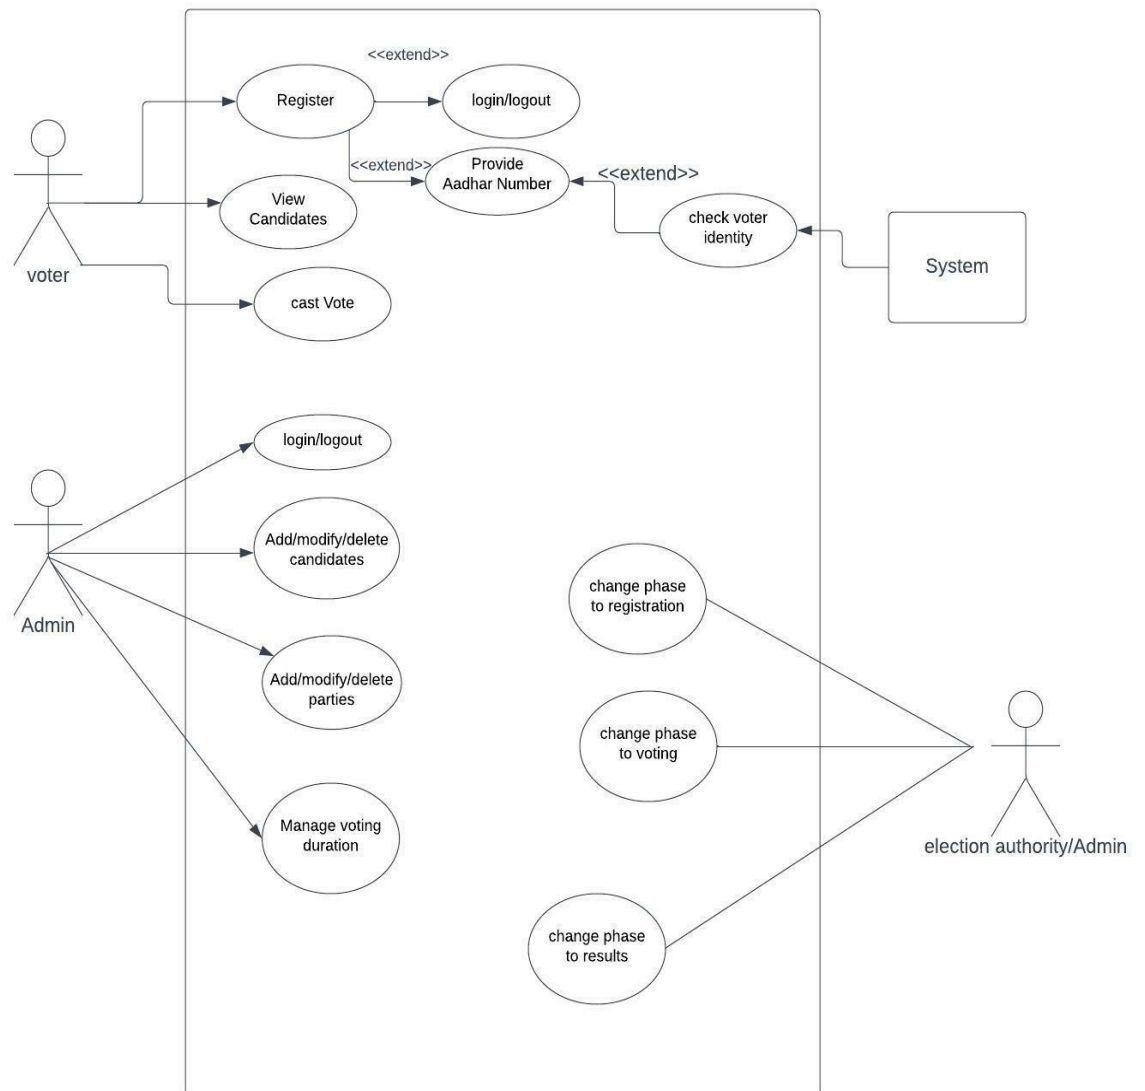 <<extend>>
Register
login/logout
<<extend>>
Provide
Aadhar Number
<<extend>>
View
Candidates
check voter
identity
System
voter
cast Vote
login/logout
Add/modify/delete
candidates
change phase
to registration
Admin
Add/modify/delete
parties
change phase
to voting
Manage voting
duration
election authority/Admin
change phase
to results